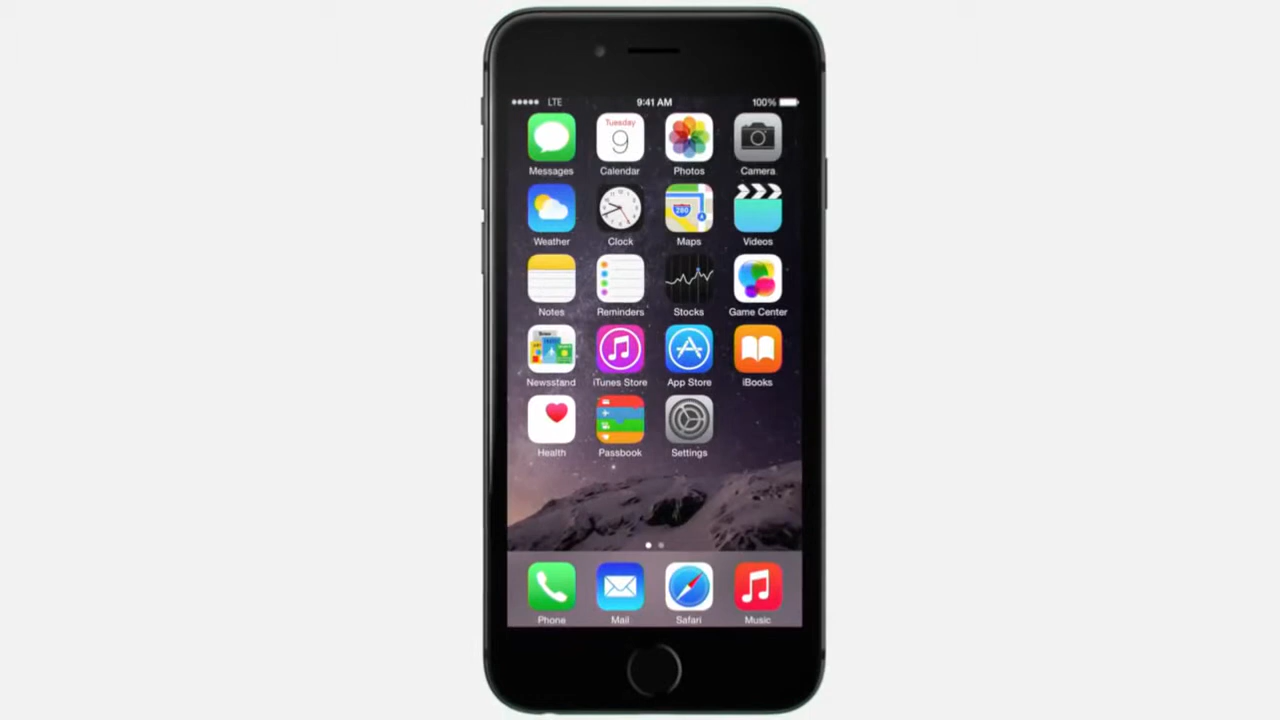 LTE 9:41 AM 100%
Tuesday
9
Messages Calendar Photos Camera
280
Weather Clock Maps Videos
Notes Reminders Stocks Game Center
Newsstand iTunes Store App Store iBooks
Health Passbook Settings
Phone Mail Safari Music